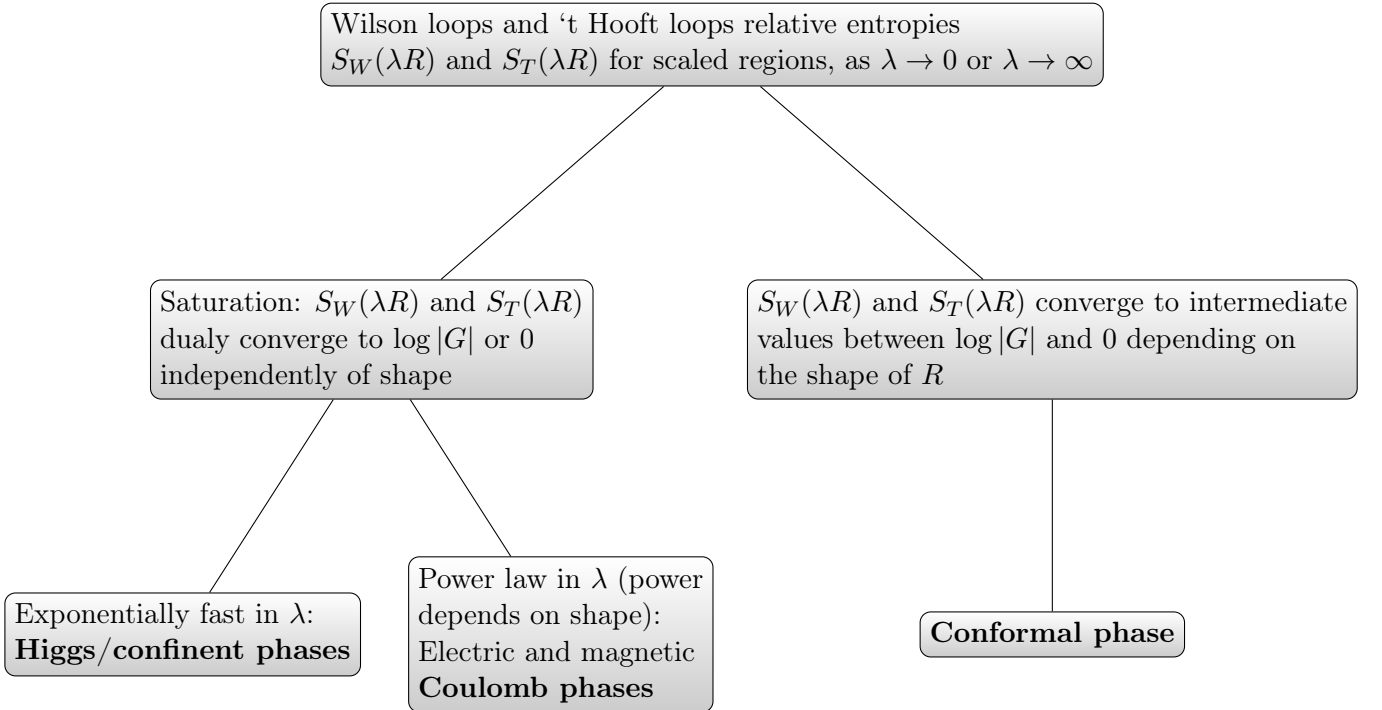 Wilson loops and ‘t Hooft loops relative entropies
S_W(λR) and S_T(λR) for scaled regions, as λ → 0 or λ → ∞
Saturation: S_W(λR) and S_T(λR)
dualy converge to log |G| or 0
independently of shape
S_W(λR) and S_T(λR) converge to intermediate
values between log |G| and 0 depending on
the shape of R
Exponentially fast in λ:
Higgs/confinent phases
Power law in λ (power
depends on shape):
Electric and magnetic
Coulomb phases
Conformal phase